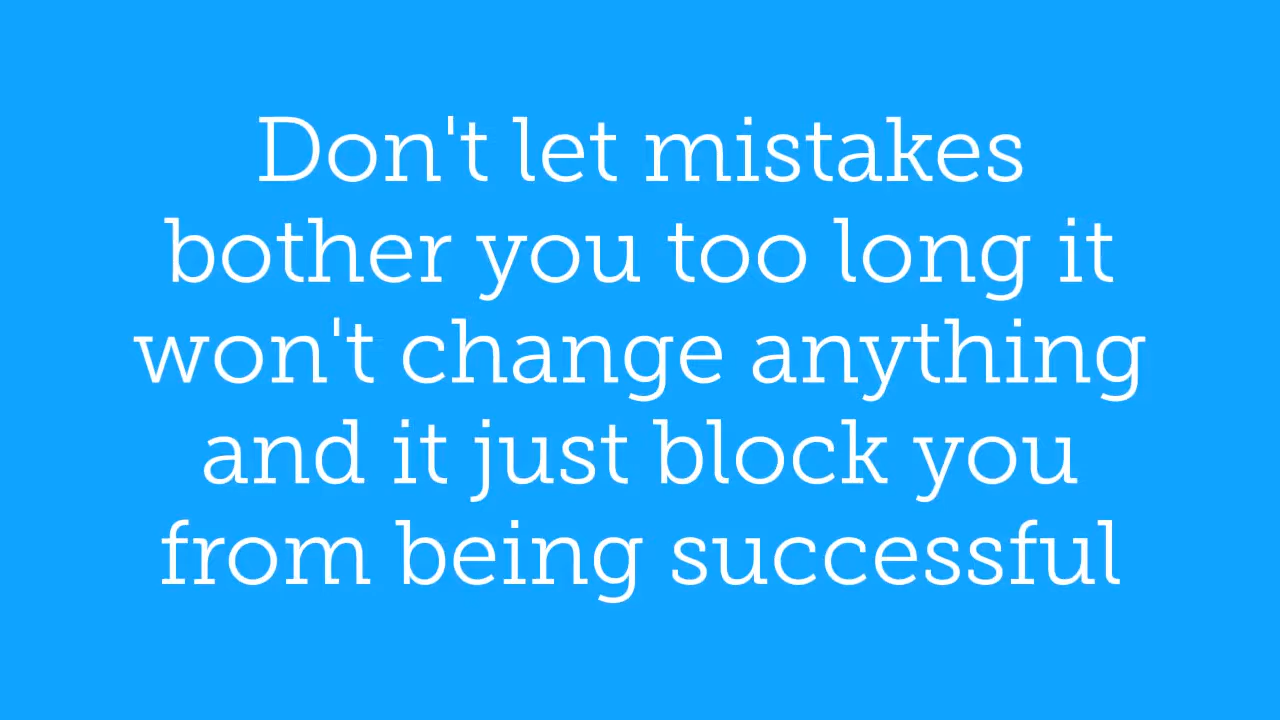 Don't let mistakes
bother you too long it
won't change anything
and it just block you
from being successful